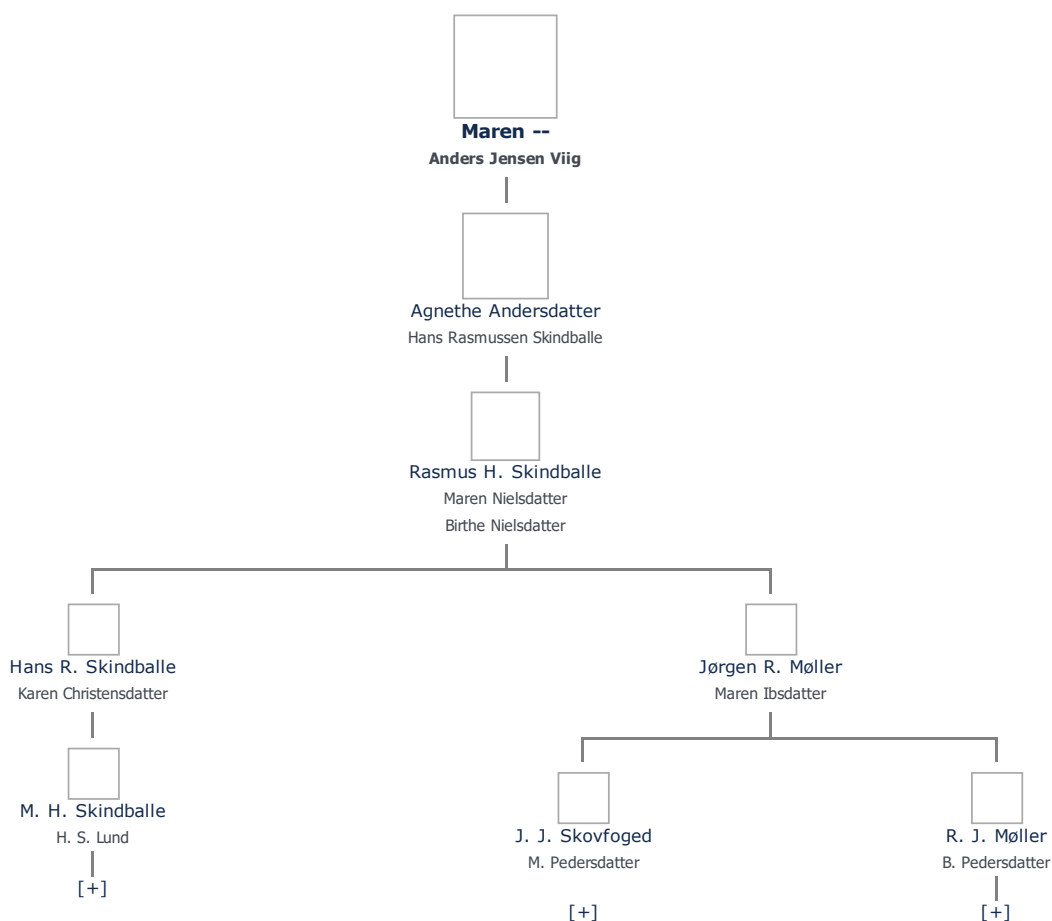 Maren --
Anders Jensen Viig
Agnethe Andersdatter
Hans Rasmussen Skindballe
Rasmus H. Skindballe
Maren Nielsdatter
Birthe Nielsdatter
Hans R. Skindballe
Karen Christensdatter
Jørgen R. Møller
Maren Ibsdatter
M. H. Skindballe
H. S. Lund
[+]
J. J. Skovfoged
M. Pedersdatter
[+]
R. J. Møller
B. Pedersdatter
[+]